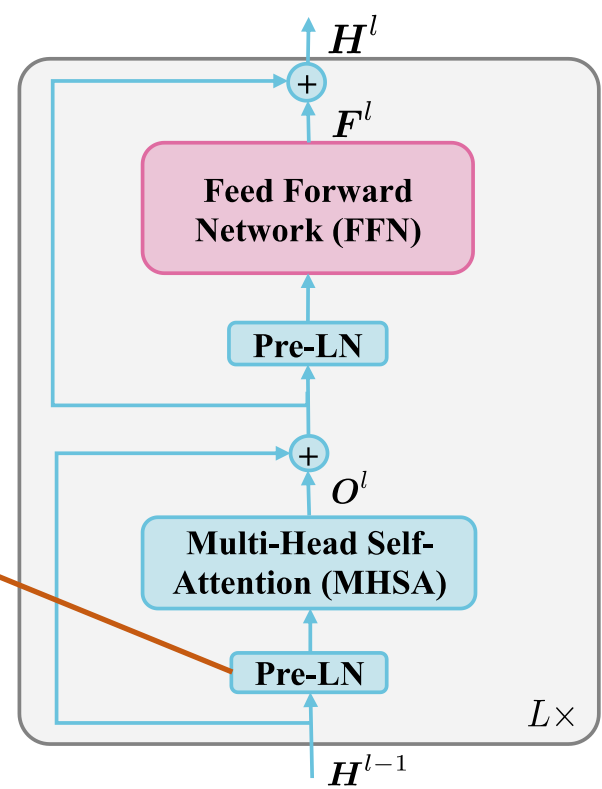 H^l
+
F^l
Feed Forward
Network (FFN)
Pre-LN
+
O^l
Multi-Head Self-
Attention (MHSA)
Pre-LN
L×
H^{l-1}